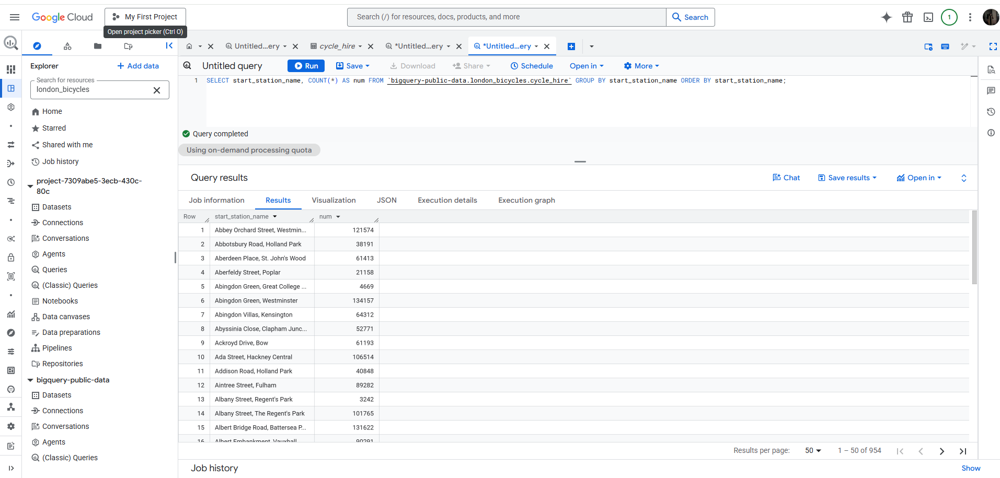 Google Cloud
My First Project
Search (/) for resources, docs, products, and more
Search
1
Open project picker (Ctrl O)
Untitled...ery
cycle_hire
*Untitled...ery
*Untitled...ery
Explorer
+ Add data
Untitled query
Run
Save
Download
Share
Schedule
Open in
More
Search for resources
london_bicycles
1 SELECT start_station_name, COUNT(*) AS num FROM `bigquery-public-data.london_bicycles.cycle_hire` GROUP BY start_station_name ORDER BY start_station_name;
Home
Starred
Shared with me
Job history
project-7309abe5-3ecb-430c-
80c
Datasets
Connections
Conversations
Agents
Queries
(Classic) Queries
Notebooks
Data canvases
Data preparations
Pipelines
Repositories
bigquery-public-data
Datasets
Connections
Conversations
Agents
(Classic) Queries
Query completed
Using on-demand processing quota
Query results
Chat
Save results
Open in
Job information
Results
Visualization
JSON
Execution details
Execution graph
Row start_station_name num
1 Abbey Orchard Street, Westmin... 121574
2 Abbotsbury Road, Holland Park 38191
3 Aberdeen Place, St. John's Wood 61413
4 Aberfeldy Street, Poplar 21158
5 Abingdon Green, Great College ... 4669
6 Abingdon Green, Westminster 134157
7 Abingdon Villas, Kensington 64312
8 Abyssinia Close, Clapham Junc... 52771
9 Ackroyd Drive, Bow 61193
10 Ada Street, Hackney Central 106514
11 Addison Road, Holland Park 40848
12 Aintree Street, Fulham 89282
13 Albany Street, Regent's Park 3242
14 Albany Street, The Regent's Park 101765
15 Albert Bridge Road, Battersea P... 131622
16 Albert Embankment, Vauxhall 90291
Results per page: 50 1 – 50 of 954
Job history
Show